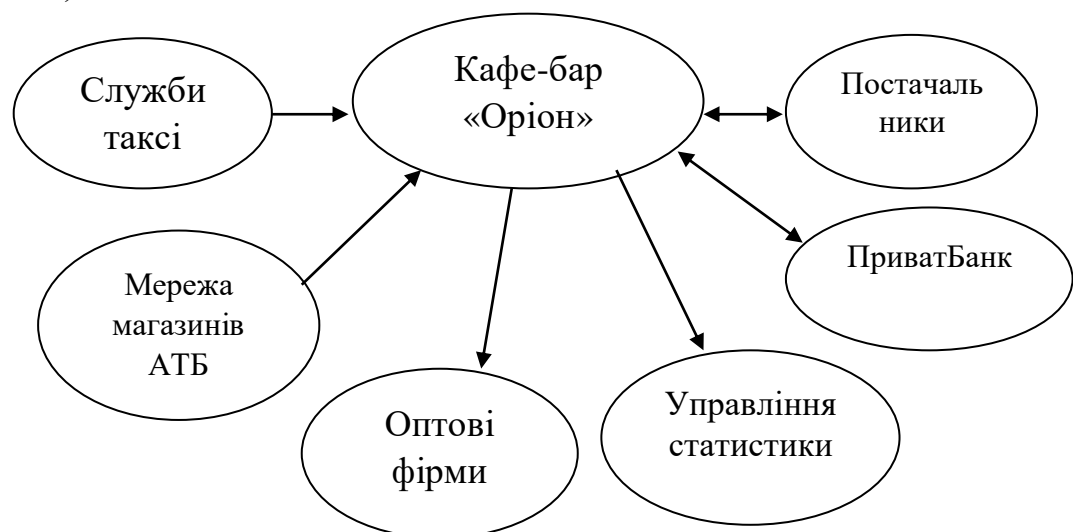 Кафе-бар
«Оріон»
Служби
таксі
Постачаль
ники
ПриватБанк
Мережа
магазинів
АТБ
Оптові
фірми
Управління
статистики